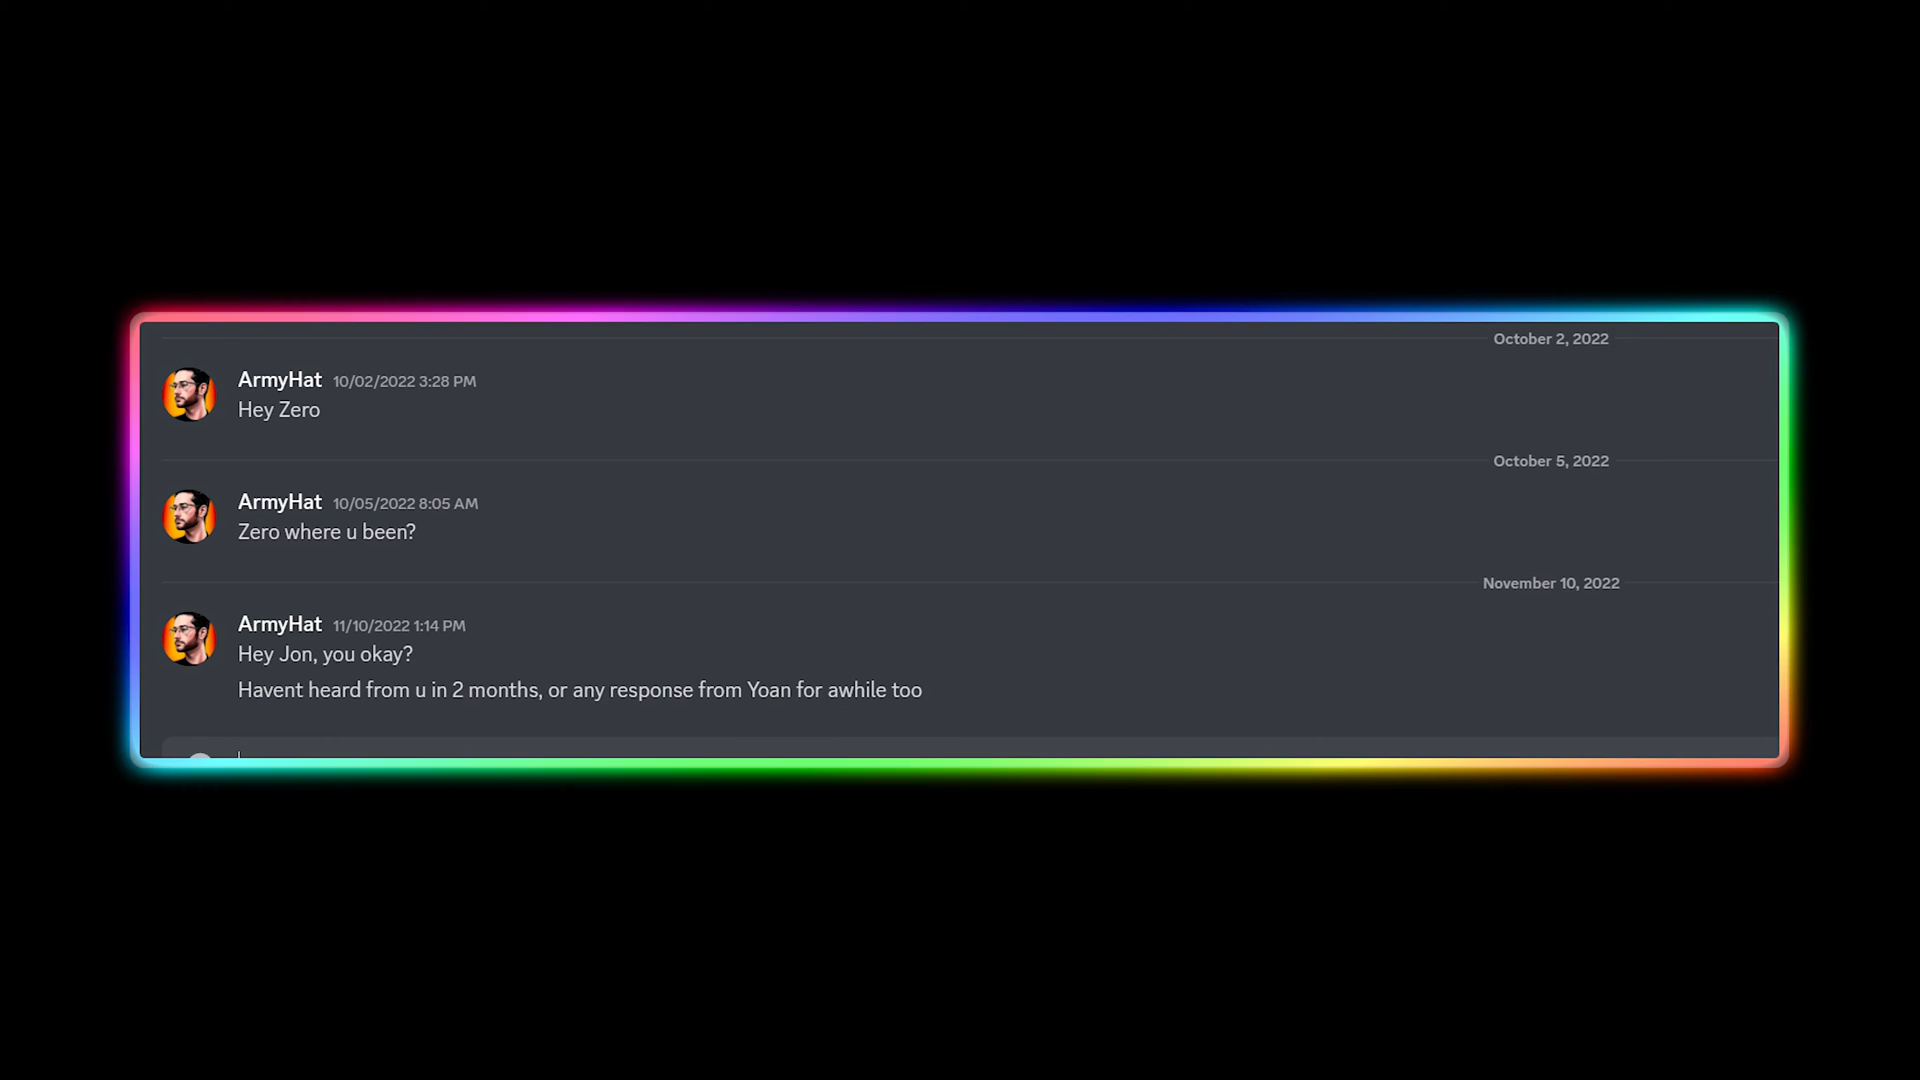 October 2, 2022
ArmyHat 10/02/2022 3:28 PM
Hey Zero
October 5, 2022
ArmyHat 10/05/2022 8:05 AM
Zero where u been?
November 10, 2022
ArmyHat 11/10/2022 1:14 PM
Hey Jon, you okay?
Havent heard from u in 2 months, or any response from Yoan for awhile too